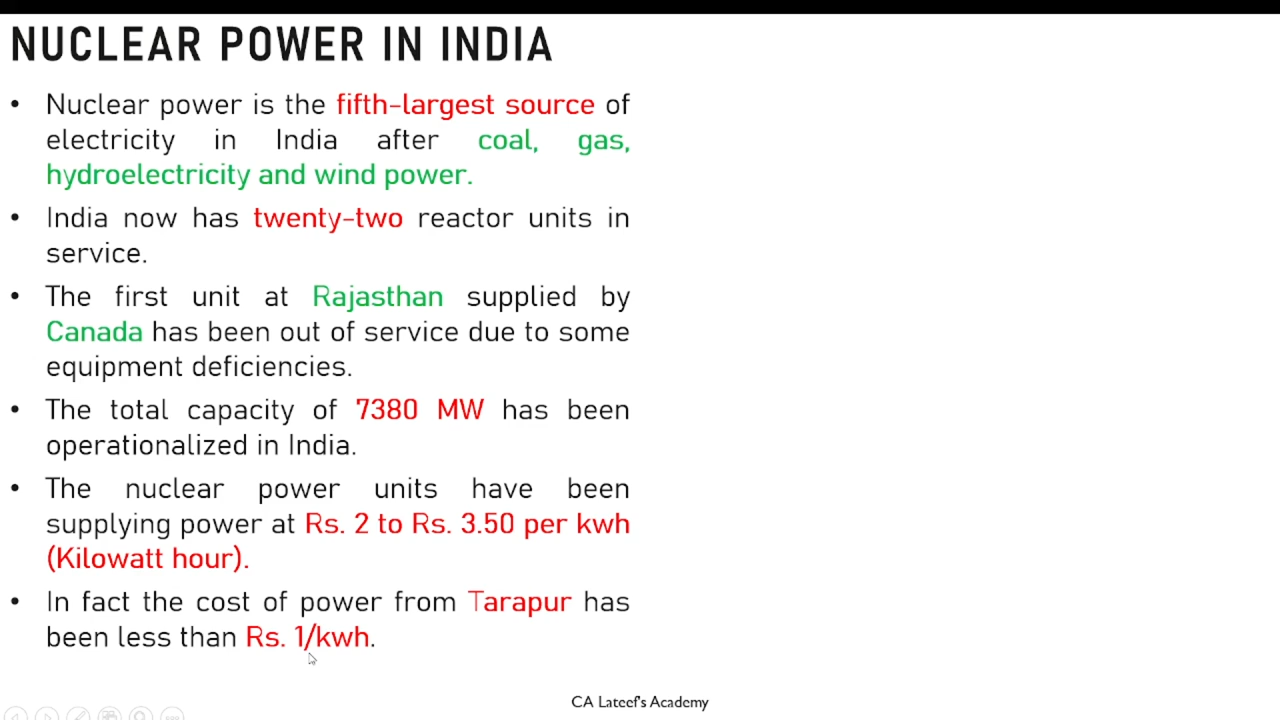 NUCLEAR POWER IN INDIA
• Nuclear power is the fifth-largest source of
electricity in India after coal, gas,
hydroelectricity and wind power.
• India now has twenty-two reactor units in
service.
• The first unit at Rajasthan supplied by
Canada has been out of service due to some
equipment deficiencies.
• The total capacity of 7380 MW has been
operationalized in India.
• The nuclear power units have been
supplying power at Rs. 2 to Rs. 3.50 per kwh
(Kilowatt hour).
• In fact the cost of power from Tarapur has
been less than Rs. 1/kwh.
CA Lateef's Academy